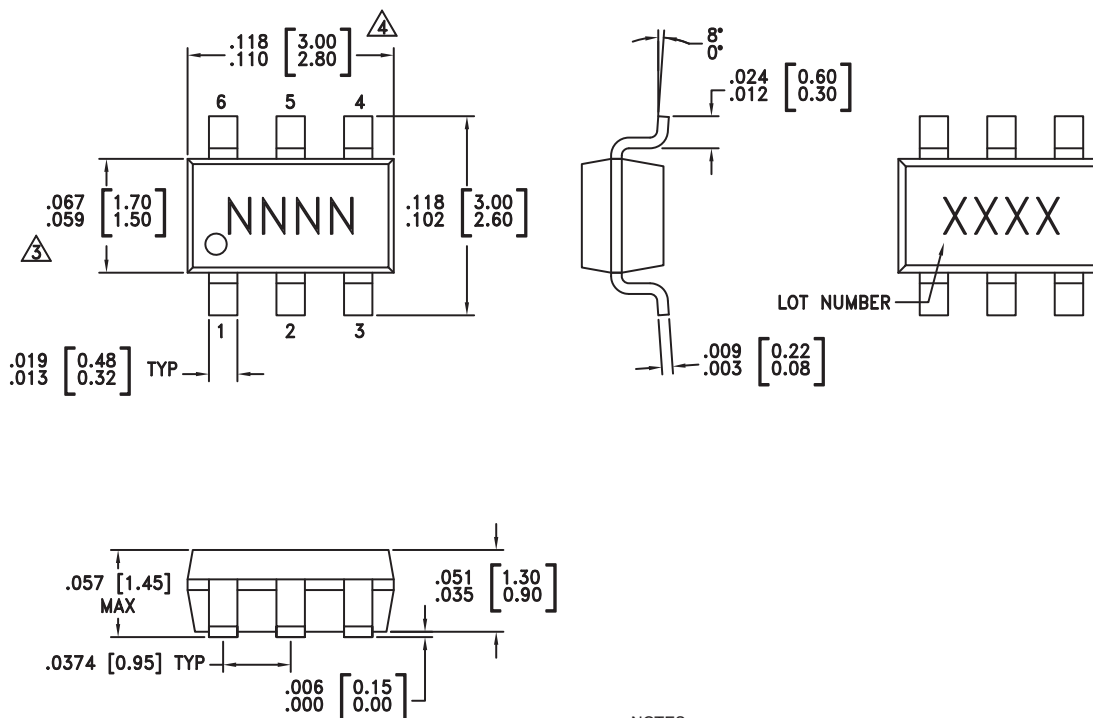 .118 [3.00]
.110 [2.80]
4
6 5 4
.067 [1.70]
.059 [1.50]
3
NNNN
.118 [3.00]
.102 [2.60]
1 2 3
.019 [0.48]
.013 [0.32]
TYP
8°
0°
.024 [0.60]
.012 [0.30]
XXXX
LOT NUMBER
.009 [0.22]
.003 [0.08]
.057 [1.45]
MAX
.051 [1.30]
.035 [0.90]
.0374 [0.95] TYP
.006 [0.15]
.000 [0.00]